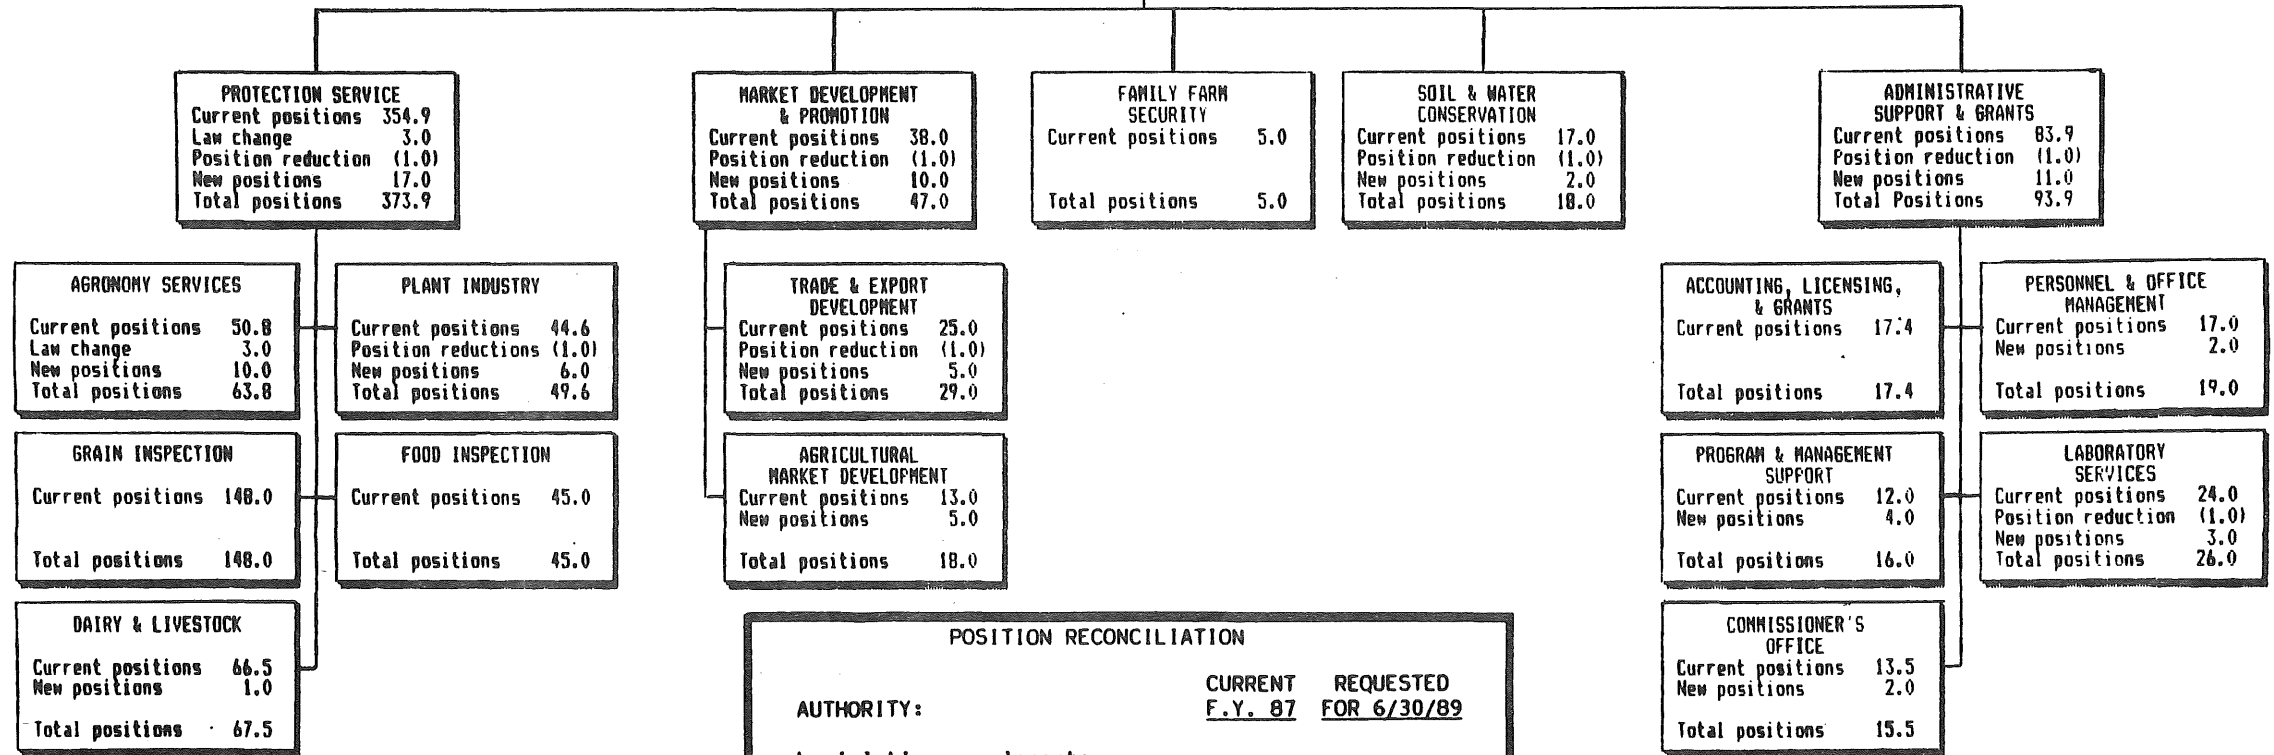 PROTECTION SERVICE
Current positions 354.9
Law change 3.0
Position reduction (1.0)
New positions 17.0
Total positions 373.9
MARKET DEVELOPMENT
& PROMOTION
Current positions 38.0
Position reduction (1.0)
New positions 10.0
Total positions 47.0
FAMILY FARM
SECURITY
Current positions 5.0
Total positions 5.0
SOIL & WATER
CONSERVATION
Current positions 17.0
Position reduction (1.0)
New positions 2.0
Total positions 18.0
ADMINISTRATIVE
SUPPORT & GRANTS
Current positions 83.9
Position reduction (1.0)
New positions 11.0
Total Positions 93.9
AGRONOMY SERVICES
Current positions 50.8
Law change 3.0
New positions 10.0
Total positions 63.8
PLANT INDUSTRY
Current positions 44.6
Position reductions (1.0)
New positions 6.0
Total positions 49.6
TRADE & EXPORT
DEVELOPMENT
Current positions 25.0
Position reduction (1.0)
New positions 5.0
Total positions 29.0
ACCOUNTING, LICENSING,
& GRANTS
Current positions 17.4
Total positions 17.4
PERSONNEL & OFFICE
MANAGEMENT
Current positions 17.0
New positions 2.0
Total positions 19.0
GRAIN INSPECTION
Current positions 148.0
Total positions 148.0
FOOD INSPECTION
Current positions 45.0
Total positions 45.0
AGRICULTURAL
MARKET DEVELOPMENT
Current positions 13.0
New positions 5.0
Total positions 18.0
PROGRAM & MANAGEMENT
SUPPORT
Current positions 12.0
New positions 4.0
Total positions 16.0
LABORATORY
SERVICES
Current positions 24.0
Position reduction (1.0)
New positions 3.0
Total positions 26.0
DAIRY & LIVESTOCK
Current positions 66.5
New positions 1.0
Total positions 67.5
COMMISSIONER'S
OFFICE
Current positions 13.5
New positions 2.0
Total positions 15.5
POSITION RECONCILIATION
CURRENT REQUESTED
AUTHORITY: F.Y. 87 FOR 6/30/89